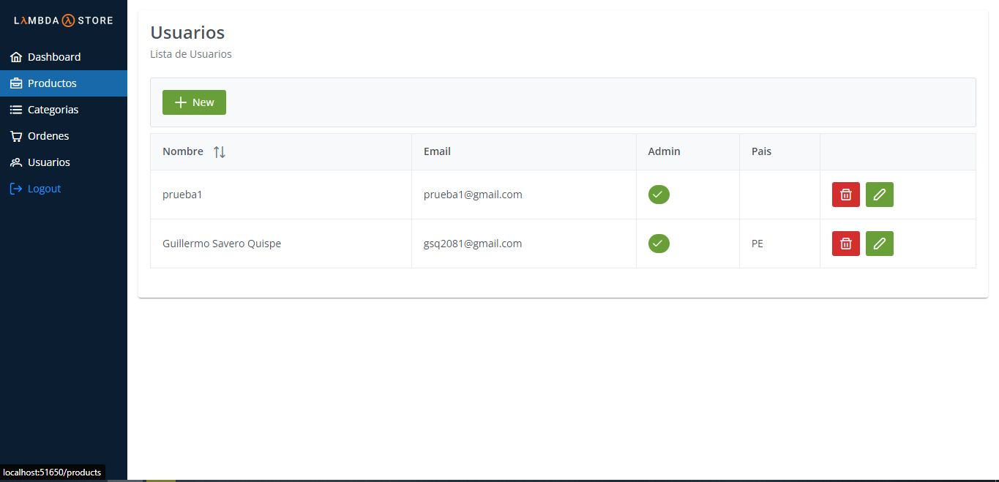 LAMBDA STORE
Dashboard
Productos
Categorias
Ordenes
Usuarios
Logout
Usuarios
Lista de Usuarios
New
Nombre Email Admin Pais
prueba1 prueba1@gmail.com
Guillermo Savero Quispe gsq2081@gmail.com PE
localhost:51650/products